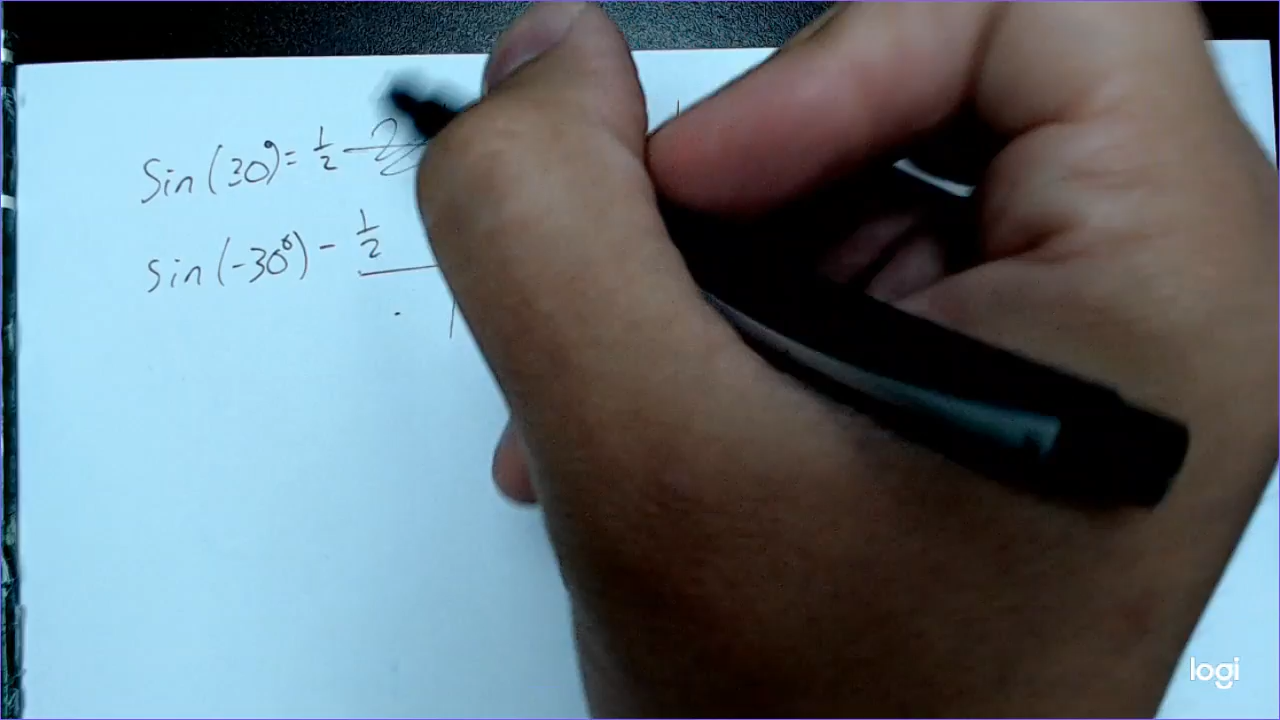 Sin(30°)= 1/2
sin(-30°) - 1/2
logi